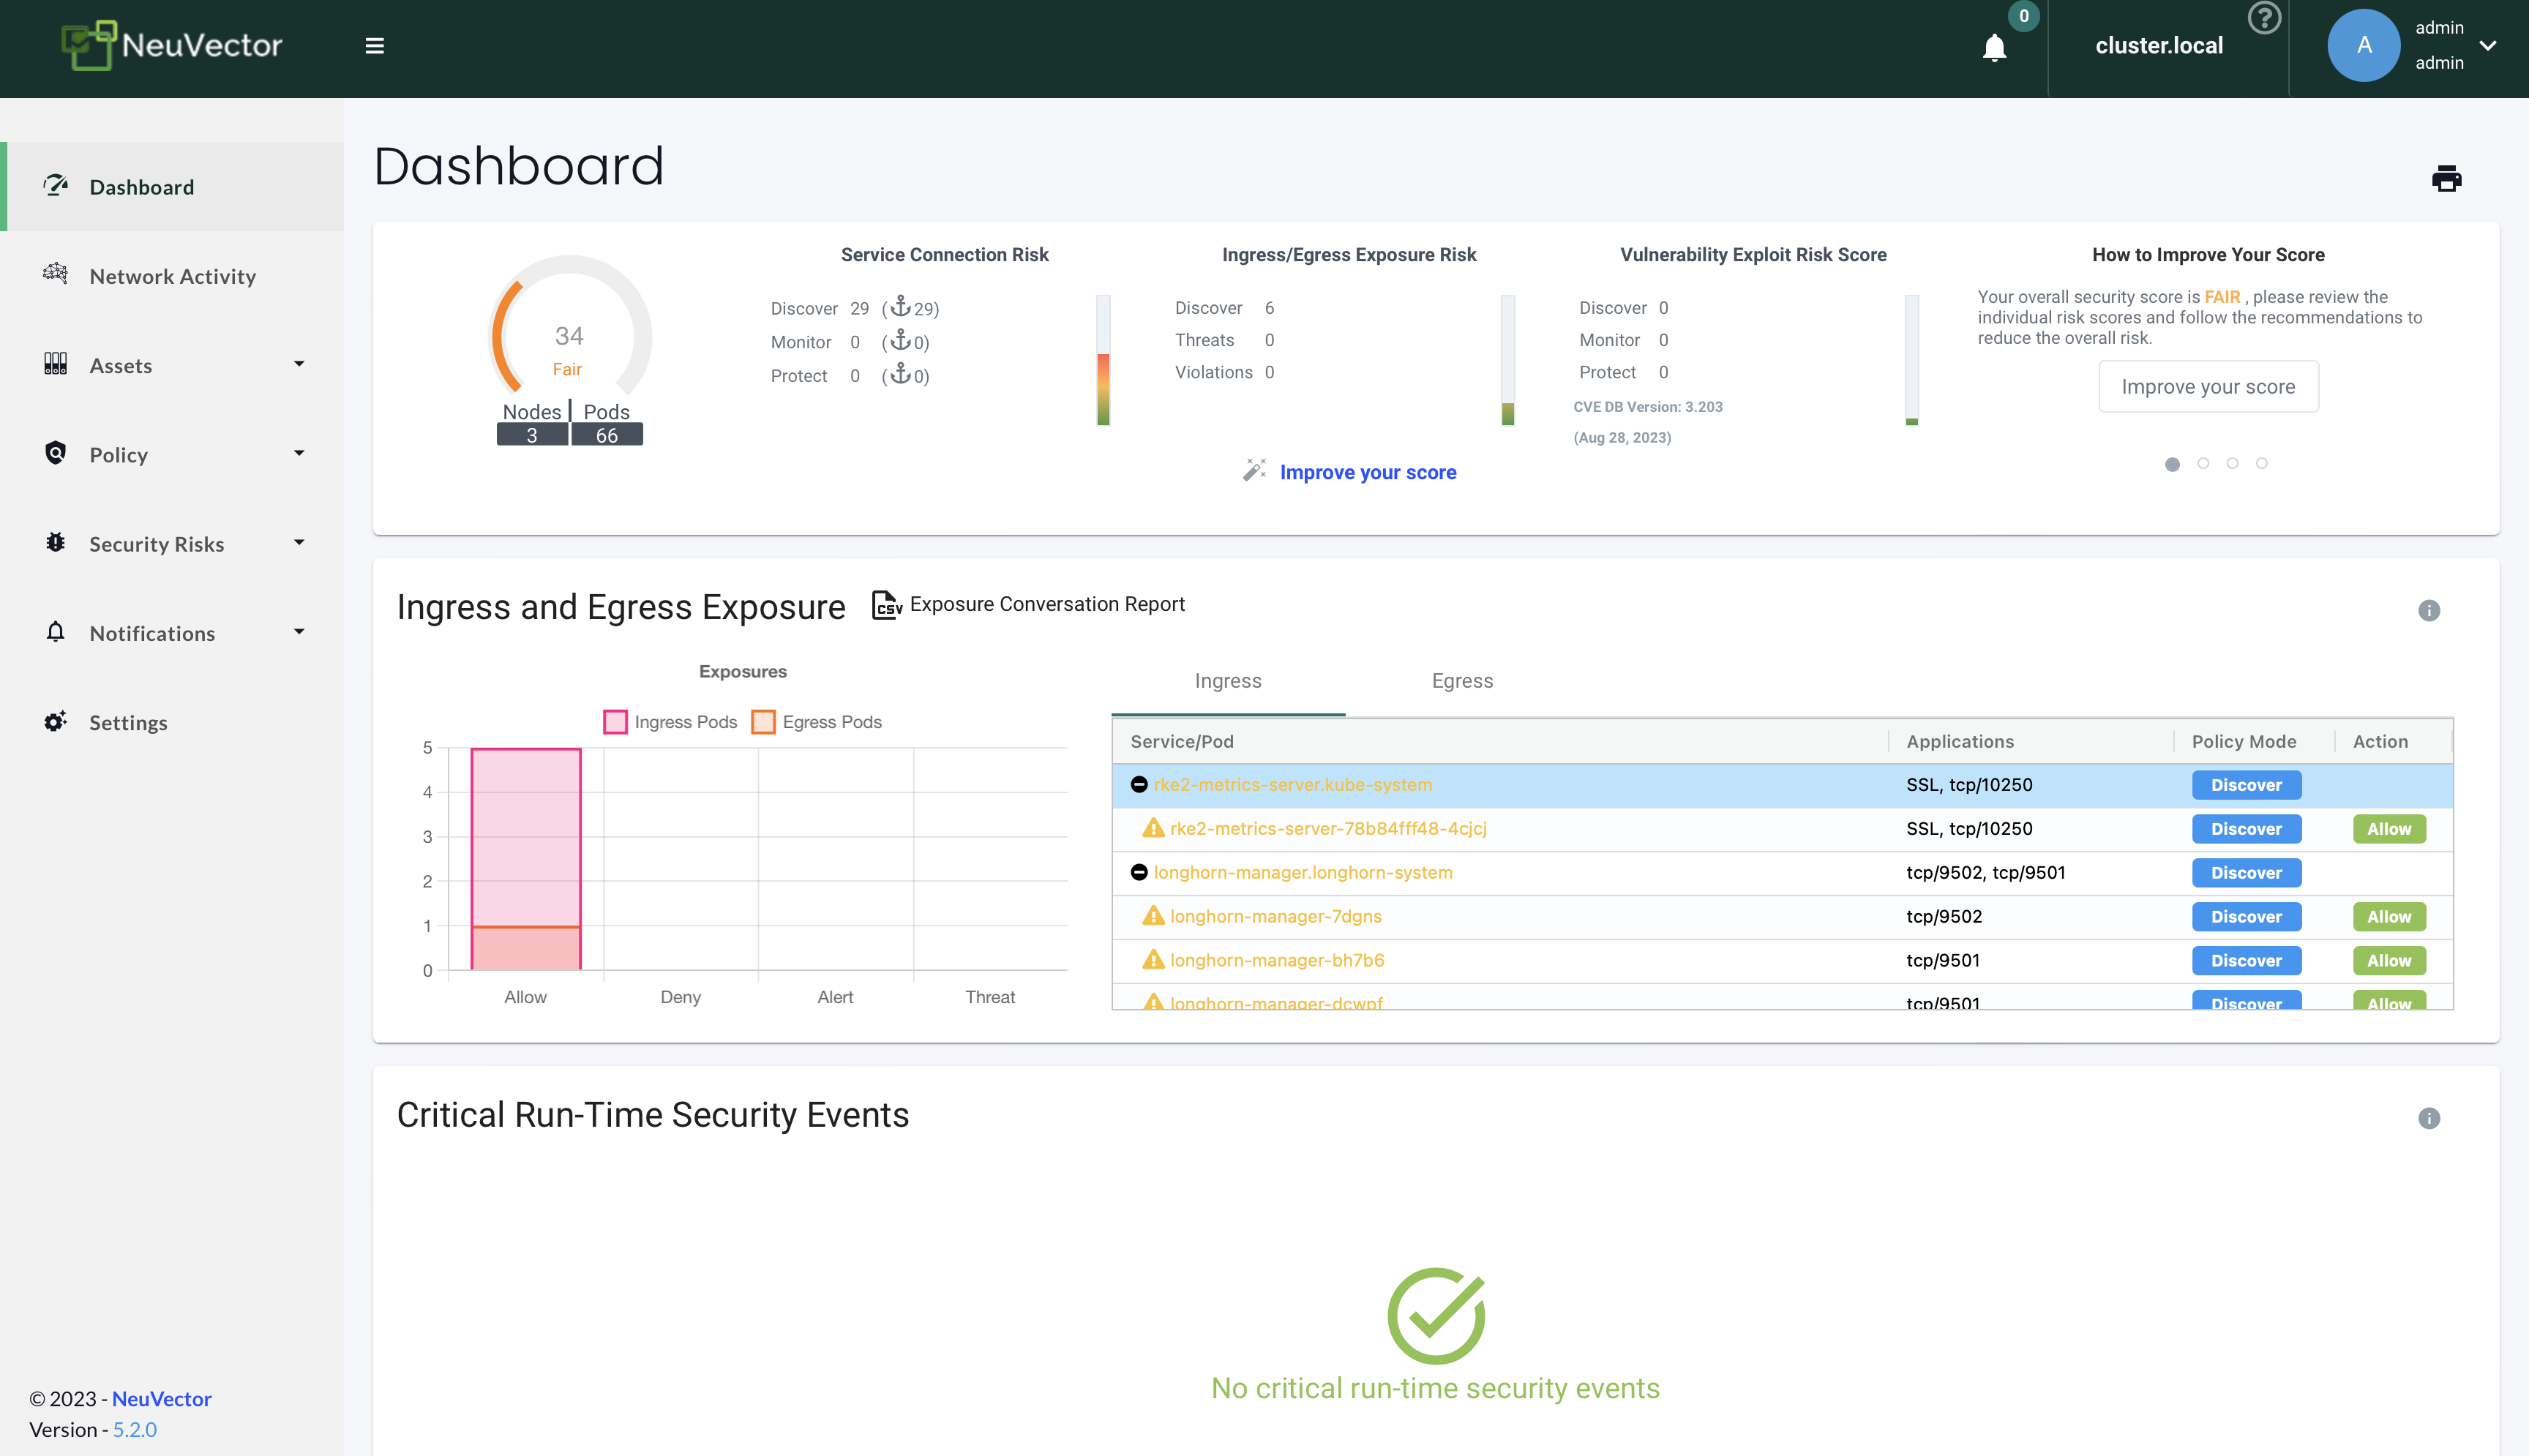 NeuVector
0
cluster.local
?
A
admin
admin
Dashboard
Network Activity
Assets
Policy
Security Risks
Notifications
Settings
© 2023 - NeuVector
Version - 5.2.0
Dashboard
34
Fair
Nodes Pods
3 66
Service Connection Risk
Discover 29 (29)
Monitor 0 (0)
Protect 0 (0)
Ingress/Egress Exposure Risk
Discover 6
Threats 0
Violations 0
Improve your score
Vulnerability Exploit Risk Score
Discover 0
Monitor 0
Protect 0
CVE DB Version: 3.203
(Aug 28, 2023)
How to Improve Your Score
Your overall security score is FAIR , please review the
individual risk scores and follow the recommendations to
reduce the overall risk.
Improve your score
Ingress and Egress Exposure
CSV Exposure Conversation Report
Exposures
Ingress Pods Egress Pods
5
4
3
2
1
0
Allow Deny Alert Threat
Ingress Egress
Service/Pod Applications Policy Mode Action
rke2-metrics-server.kube-system SSL, tcp/10250 Discover
rke2-metrics-server-78b84fff48-4cjcj SSL, tcp/10250 Discover Allow
longhorn-manager.longhorn-system tcp/9502, tcp/9501 Discover
longhorn-manager-7dgns tcp/9502 Discover Allow
longhorn-manager-bh7b6 tcp/9501 Discover Allow
longhorn-manager-dcwpf tcp/9501 Discover Allow
Critical Run-Time Security Events
No critical run-time security events